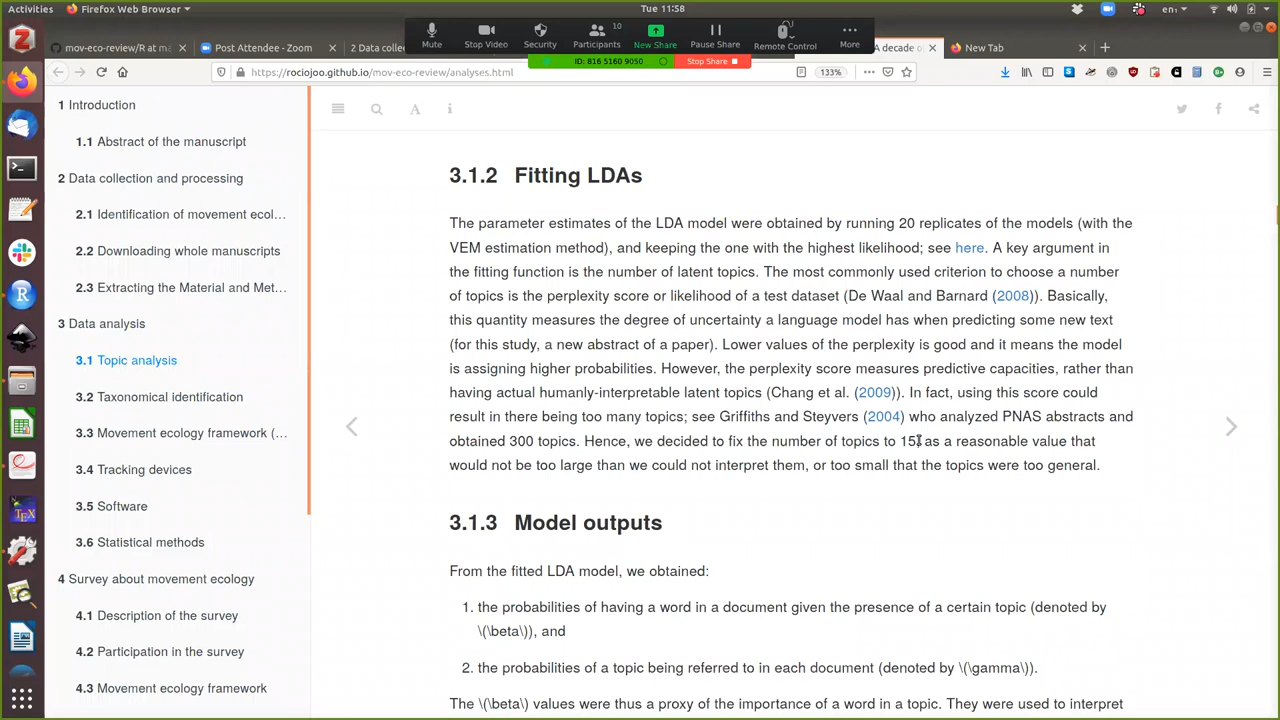 Activities
Firefox Web Browser
Tue 11:58
en
mov-eco-review/R at m
Post Attendee - Zoom
2 Data collec
A decade o
New Tab
Mute
Stop Video
Security
Participants
10
New Share
Pause Share
Remote Control
More
ID: 816 5160 9050
Stop Share
https://rociojoo.github.io/mov-eco-review/analyses.html
133%
1 Introduction
1.1 Abstract of the manuscript
2 Data collection and processing
2.1 Identification of movement ecol...
2.2 Downloading whole manuscripts
2.3 Extracting the Material and Met...
3 Data analysis
3.1 Topic analysis
3.2 Taxonomical identification
3.3 Movement ecology framework (...
3.4 Tracking devices
3.5 Software
3.6 Statistical methods
4 Survey about movement ecology
4.1 Description of the survey
4.2 Participation in the survey
4.3 Movement ecology framework
3.1.2 Fitting LDAs
The parameter estimates of the LDA model were obtained by running 20 replicates of the models (with the
VEM estimation method), and keeping the one with the highest likelihood; see here. A key argument in
the fitting function is the number of latent topics. The most commonly used criterion to choose a number
of topics is the perplexity score or likelihood of a test dataset (De Waal and Barnard (2008)). Basically,
this quantity measures the degree of uncertainty a language model has when predicting some new text
(for this study, a new abstract of a paper). Lower values of the perplexity is good and it means the model
is assigning higher probabilities. However, the perplexity score measures predictive capacities, rather than
having actual humanly-interpretable latent topics (Chang et al. (2009)). In fact, using this score could
result in there being too many topics; see Griffiths and Steyvers (2004) who analyzed PNAS abstracts and
obtained 300 topics. Hence, we decided to fix the number of topics to 15, as a reasonable value that
would not be too large than we could not interpret them, or too small that the topics were too general.
3.1.3 Model outputs
From the fitted LDA model, we obtained:
1. the probabilities of having a word in a document given the presence of a certain topic (denoted by
\(\beta\)), and
2. the probabilities of a topic being referred to in each document (denoted by \(\gamma\)).
The \(\beta\) values were thus a proxy of the importance of a word in a topic. They were used to interpret